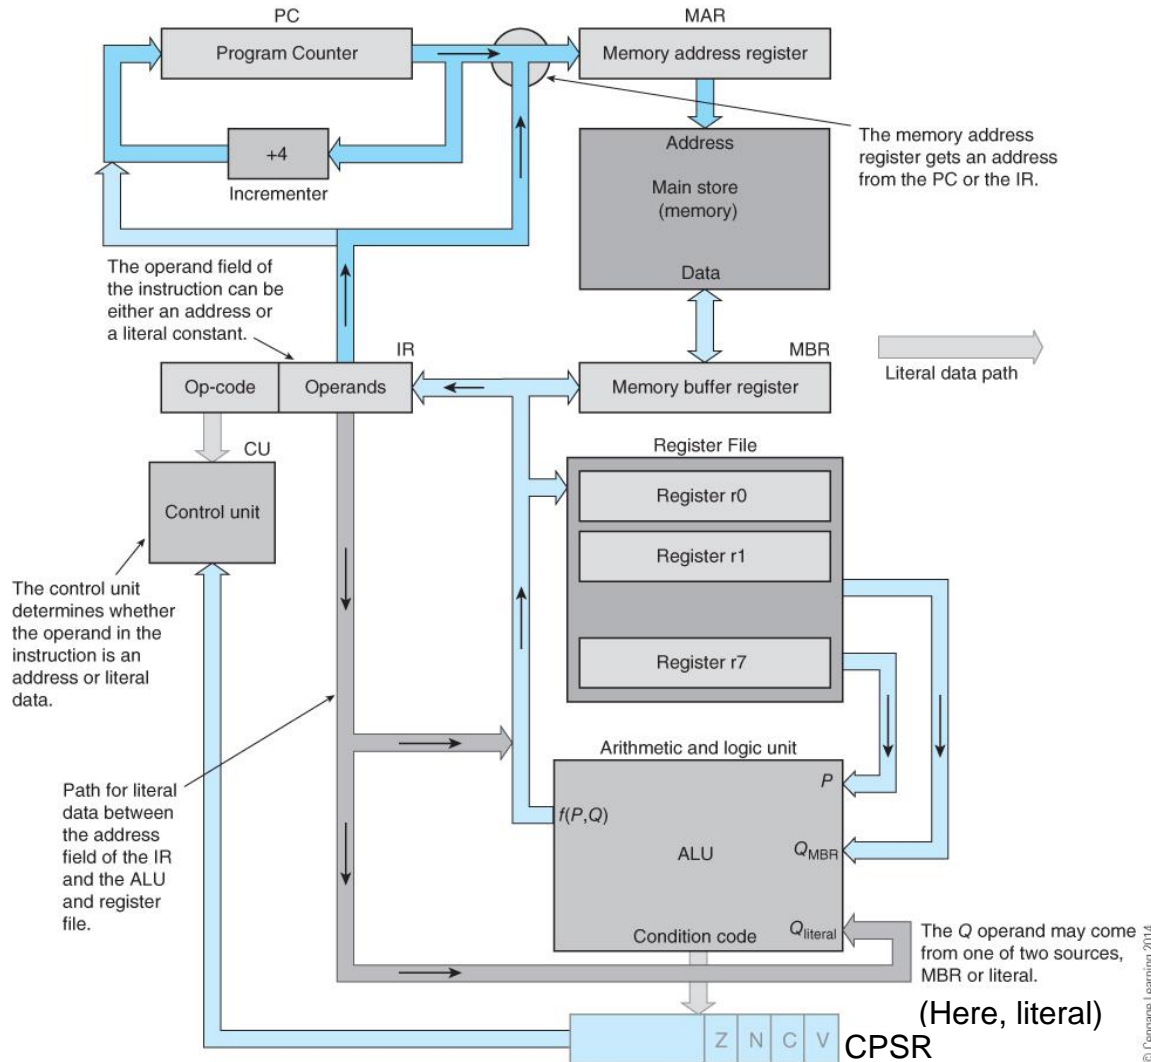 PC
MAR
Program Counter
Memory address register
The memory address
register gets an address
from the PC or the IR.
+4
Incrementer
Address
Main store
(memory)
Data
The operand field of
the instruction can be
either an address or
a literal constant.
IR
MBR
Literal data path
Op-code
Operands
Memory buffer register
CU
Control unit
Register File
Register r0
Register r1
Register r7
The control unit
determines whether
the operand in the
instruction is an
address or literal
data.
Arithmetic and logic unit
P
f(P,Q)
ALU
QMBR
Qliteral
Condition code
Path for literal
data between
the address
field of the IR
and the ALU
and register
file.
The Q operand may come
from one of two sources,
MBR or literal.
(Here, literal)
Z N C V
CPSR
© Cengage Learning 2014